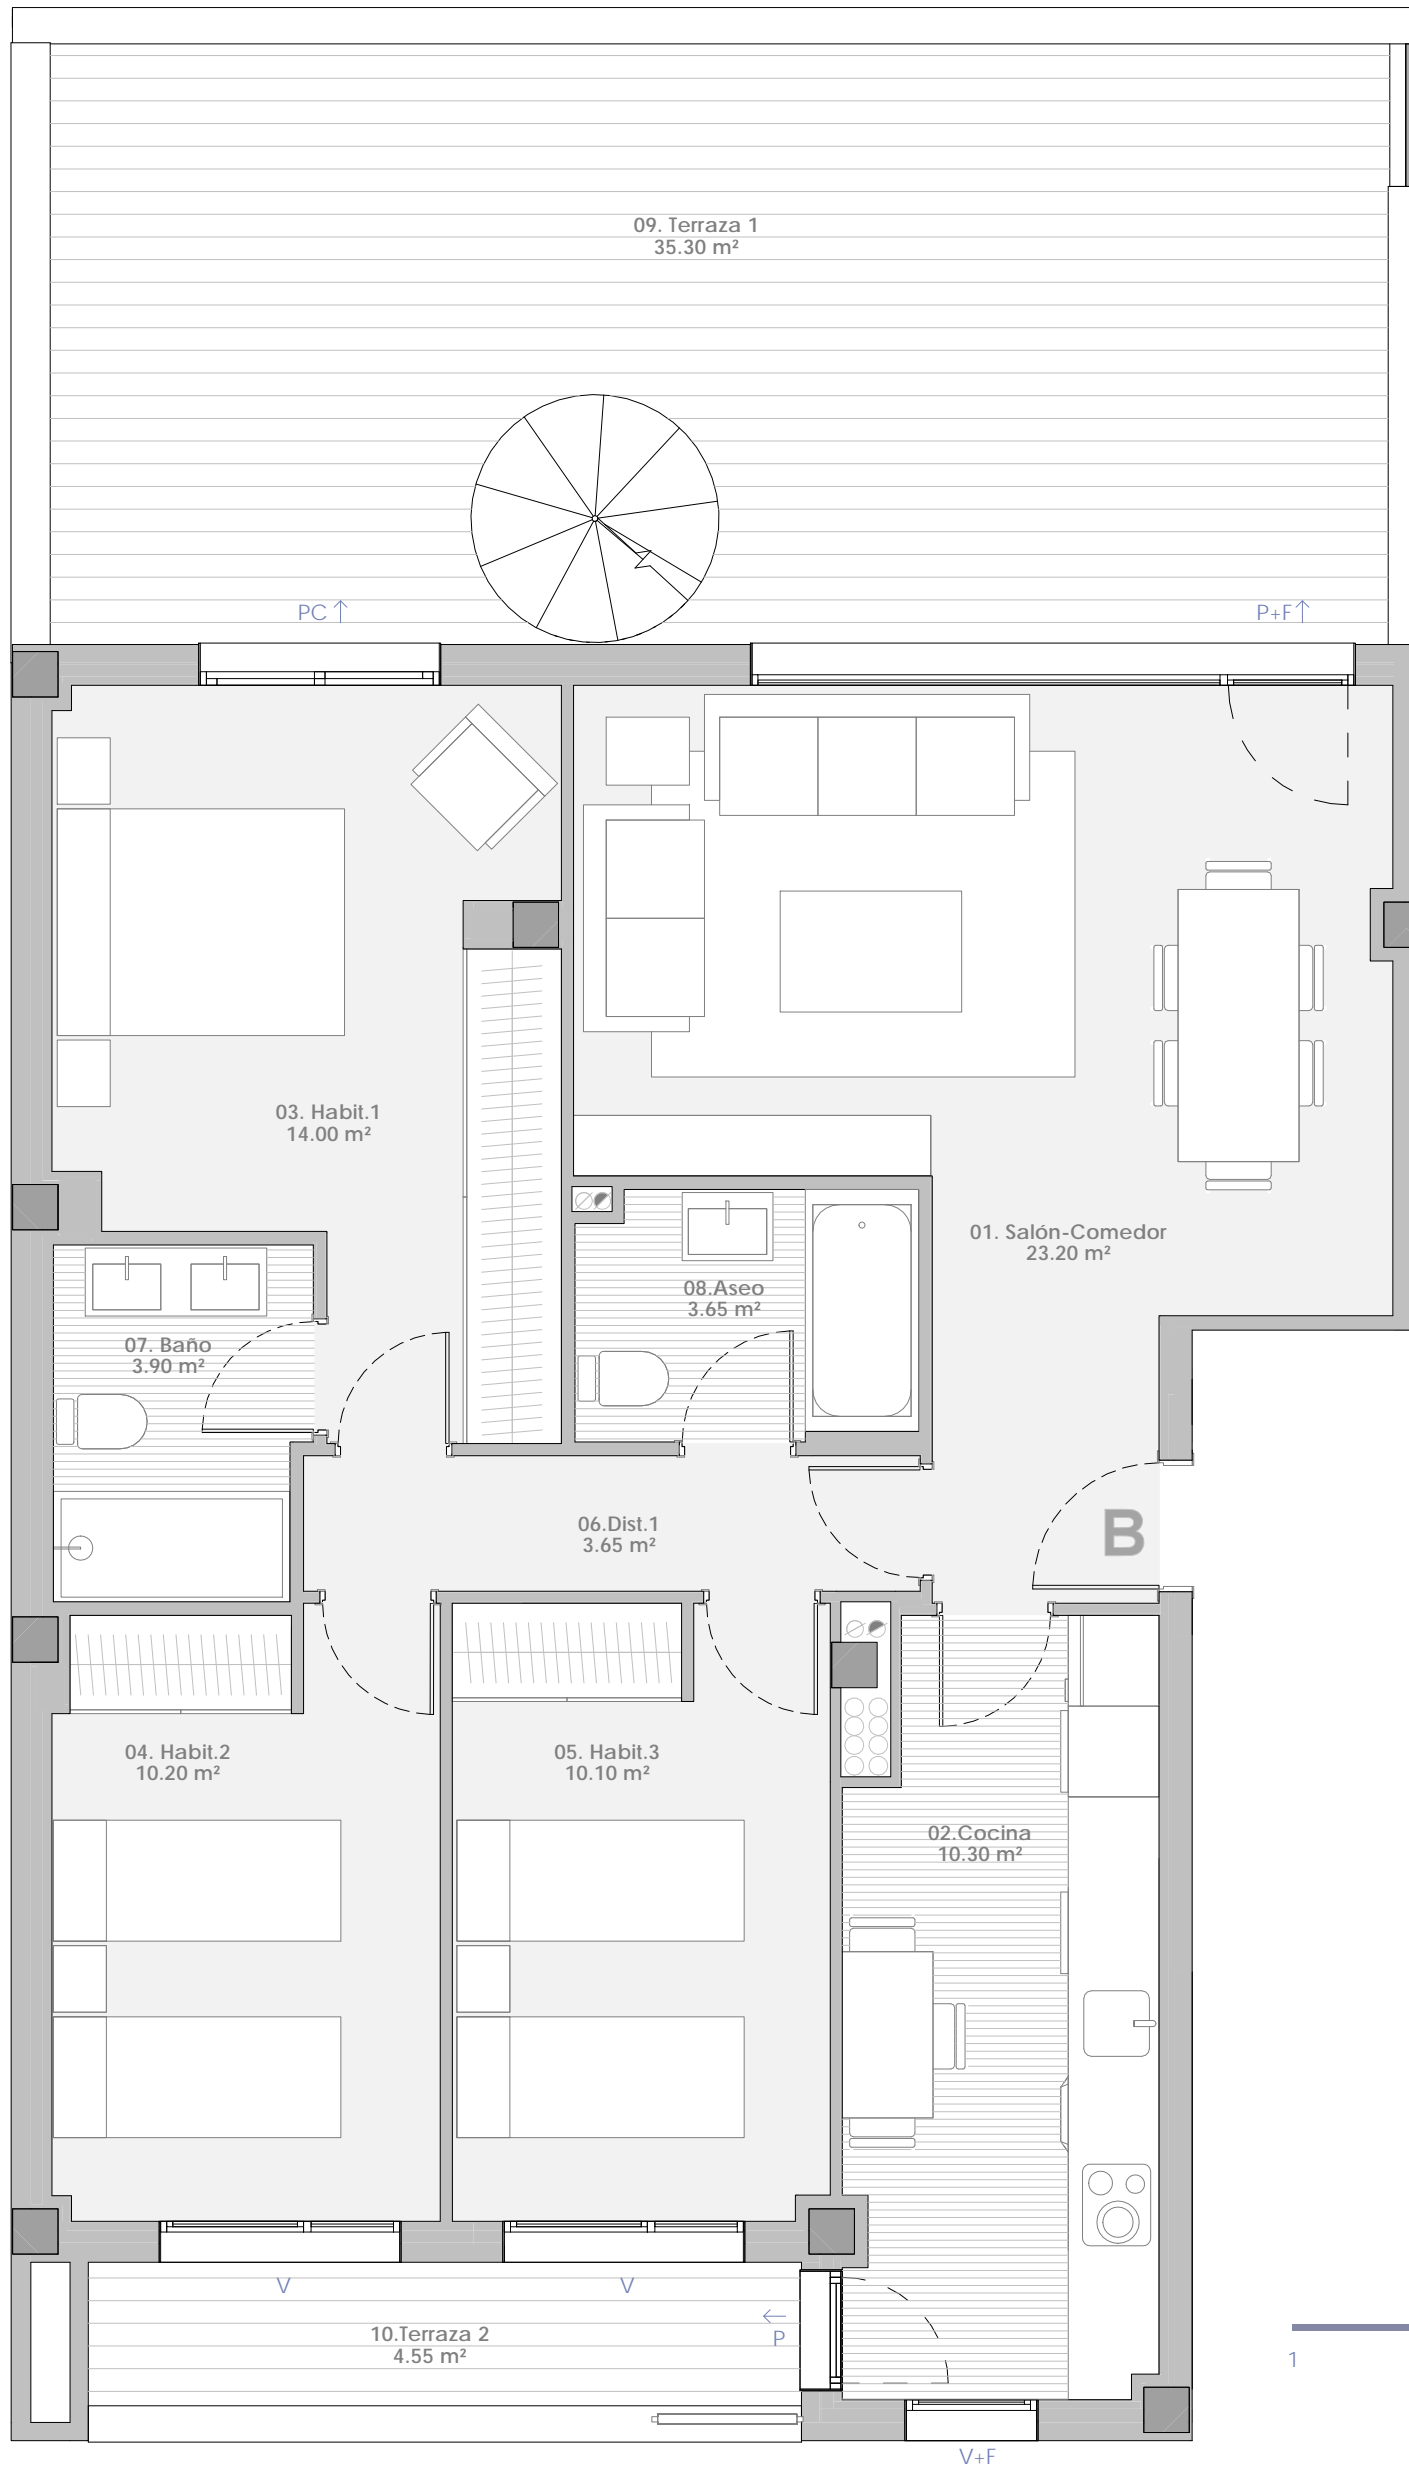 09. Terraza 1
35.30 m²
PC ↑
P+F↑
03. Habit.1
14.00 m²
01. Salón-Comedor
23.20 m²
08.Aseo
3.65 m²
07. Baño
3.90 m²
06.Dist.1
3.65 m²
B
04. Habit.2
10.20 m²
05. Habit.3
10.10 m²
02.Cocina
10.30 m²
V
V
←
P
10.Terraza 2
4.55 m²
1
V+F